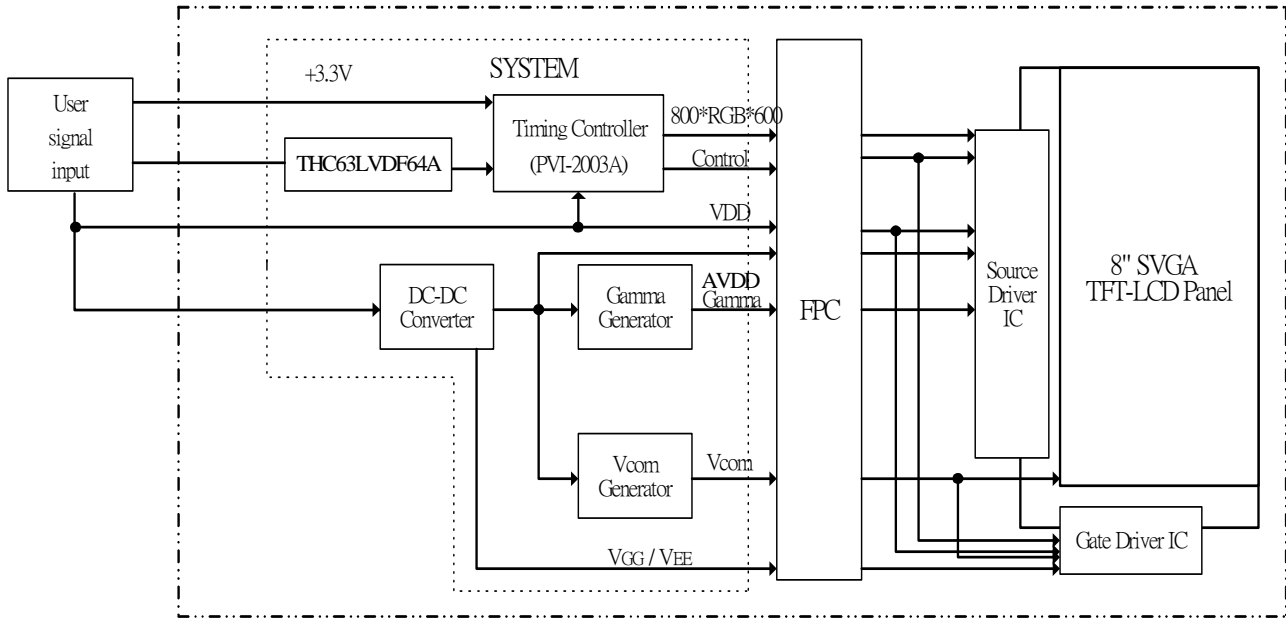 +3.3V
SYSTEM
User
signal
input
Timing Controller
(PVI-2003A)
800*RGB*600
Control
THC63LVDF64A
VDD
DC-DC
Converter
Gamma
Generator
AVDD
Gamma
FPC
Source
Driver
IC
8" SVGA
TFT-LCD Panel
Vcom
Generator
Vcom
VGG / VEE
Gate Driver IC